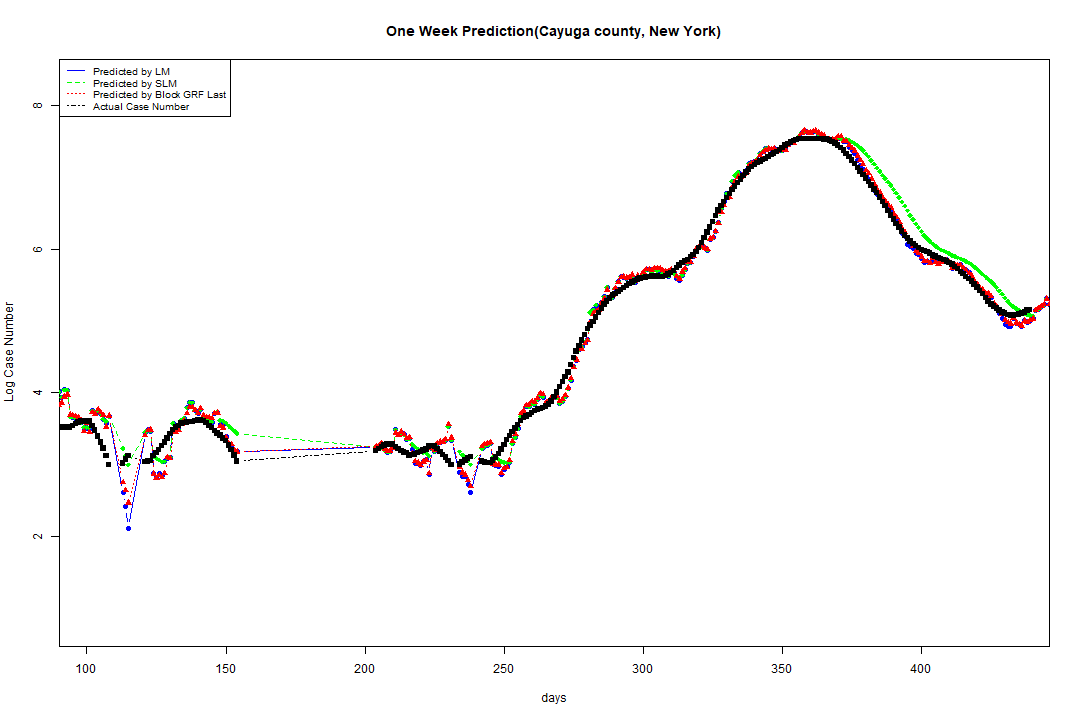 One Week Prediction(Cayuga county, New York)
Predicted by LM
Predicted by SLM
Predicted by Block GRF Last
Actual Case Number
8
6
4
2
Log Case Number
100 150 200 250 300 350 400
days